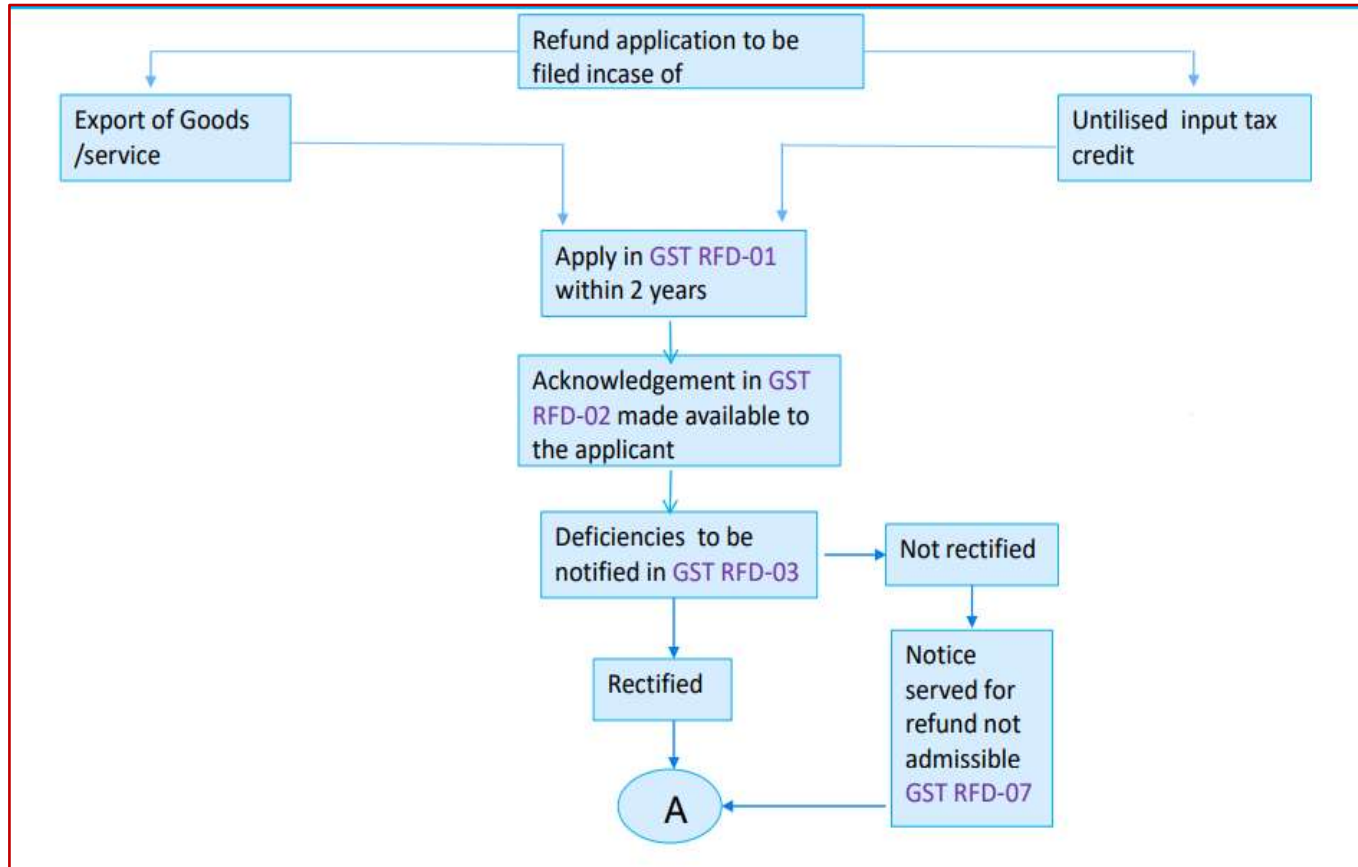 Refund application to be
filed incase of
Export of Goods
/service
Untilised input tax
credit
Apply in GST RFD-01
within 2 years
Acknowledgement in GST
RFD-02 made available to
the applicant
Deficiencies to be
notified in GST RFD-03
Not rectified
Rectified
Notice
served for
refund not
admissible
GST RFD-07
A